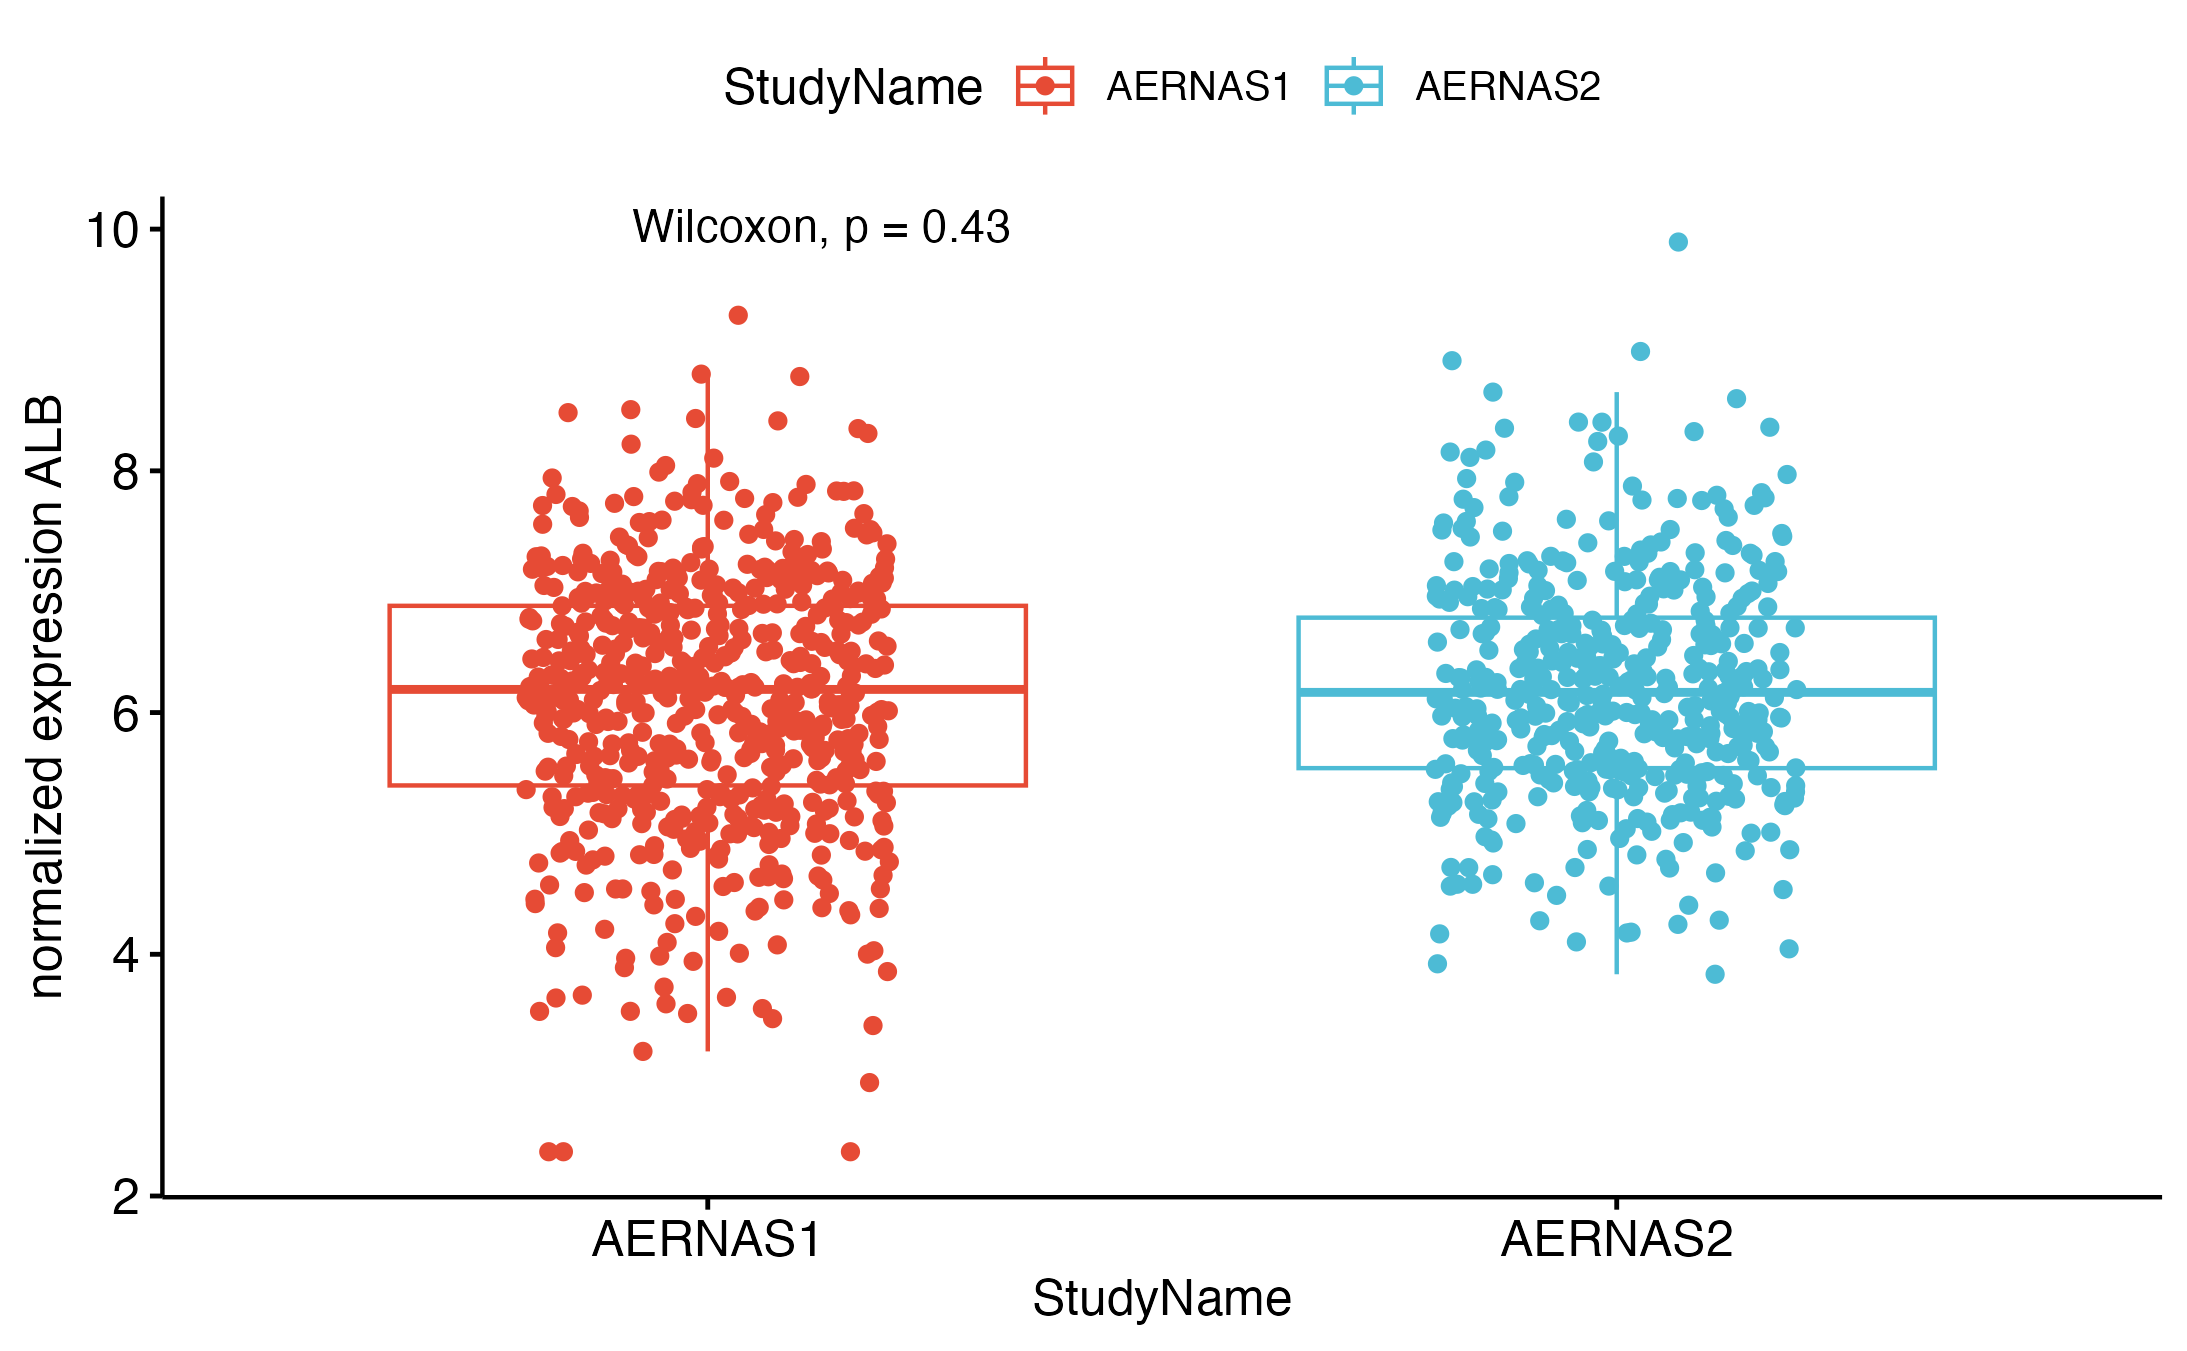 StudyName AERNAS1 AERNAS2
Wilcoxon, p = 0.43
normalized expression ALB
10
8
6
4
2
AERNAS1 AERNAS2
StudyName